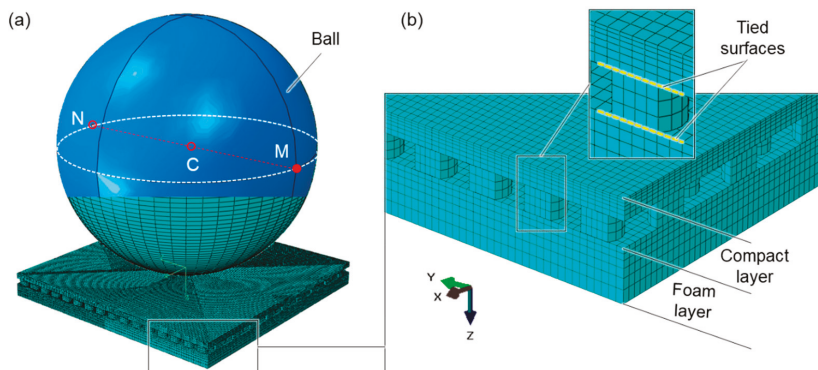 (a)
Ball
N
C
M
(b)
Tied
surfaces
Compact
layer
Foam
layer
Y
X
Z